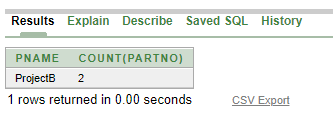 Results Explain Describe Saved SQL History
PNAME COUNT(PARTNO)
ProjectB 2
1 rows returned in 0.00 seconds CSV Export